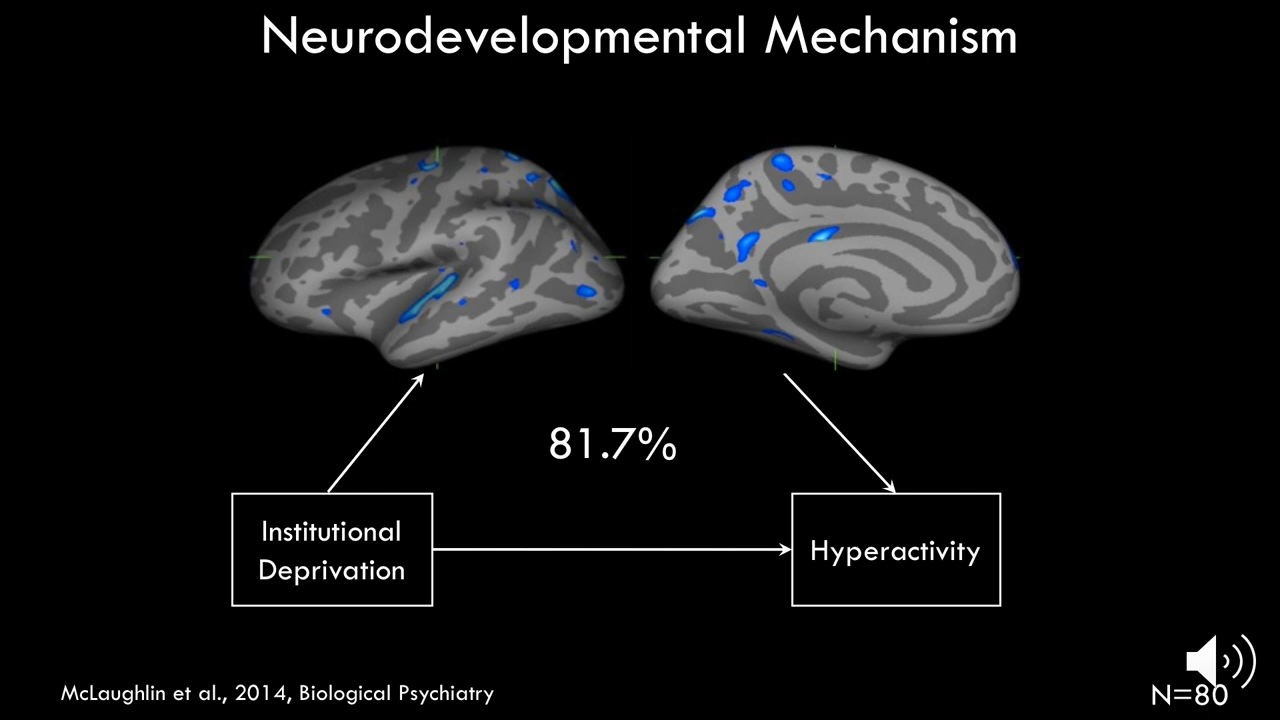 Neurodevelopmental Mechanism
81.7%
Institutional
Deprivation
Hyperactivity
McLaughlin et al., 2014, Biological Psychiatry
N=80